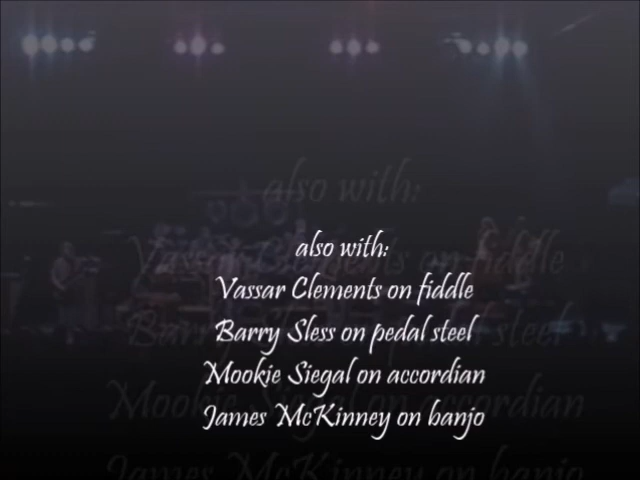 also with:
Vassar Clements on fiddle
Barry Sless on pedal steel
Mookie Siegal on accordian
James McKinney on banjo